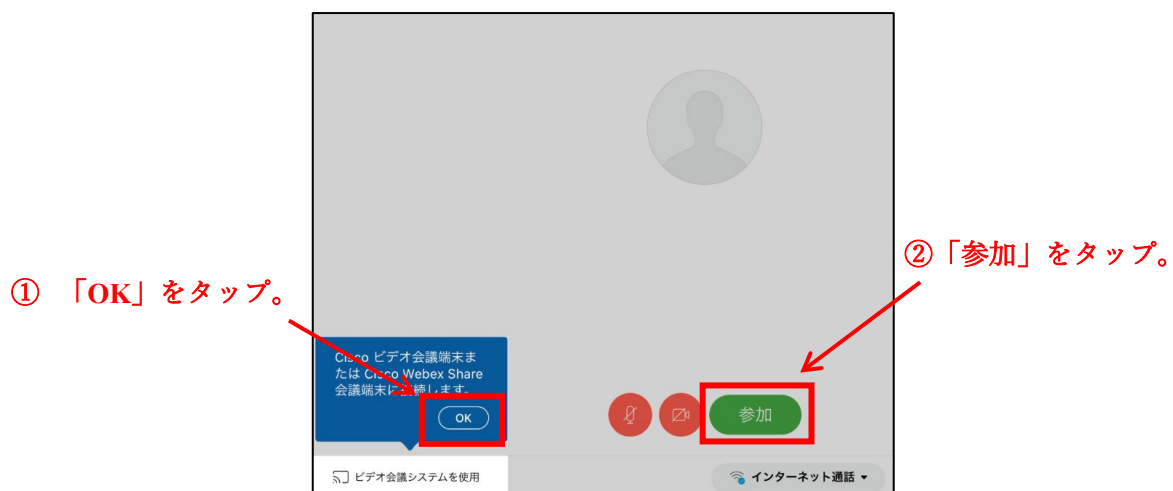 ① 「OK」をタップ。
②「参加」をタップ。
Cisco ビデオ会議端末ま
たは Cisco Webex Share
会議端末に接続します。
OK
参加
ビデオ会議システムを使用
インターネット通話